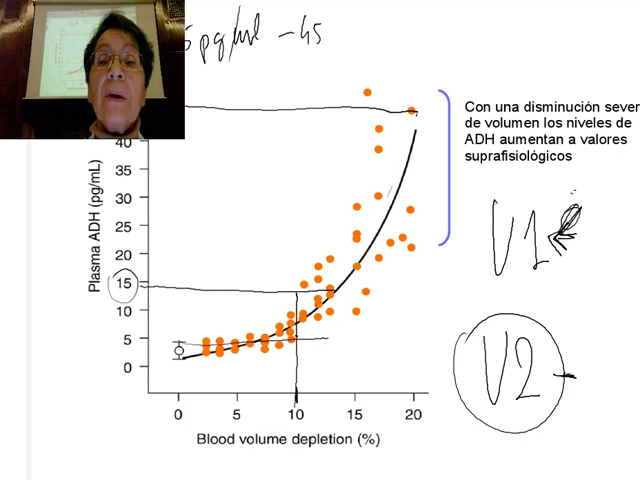 pg/ml - 45
Con una disminución sever
de volumen los niveles de
ADH aumentan a valores
suprafisiológicos
Plasma ADH (pg/mL)
40
35
30
25
20
15
10
5
0
0 5 10 15 20
Blood volume depletion (%)
V1
V2